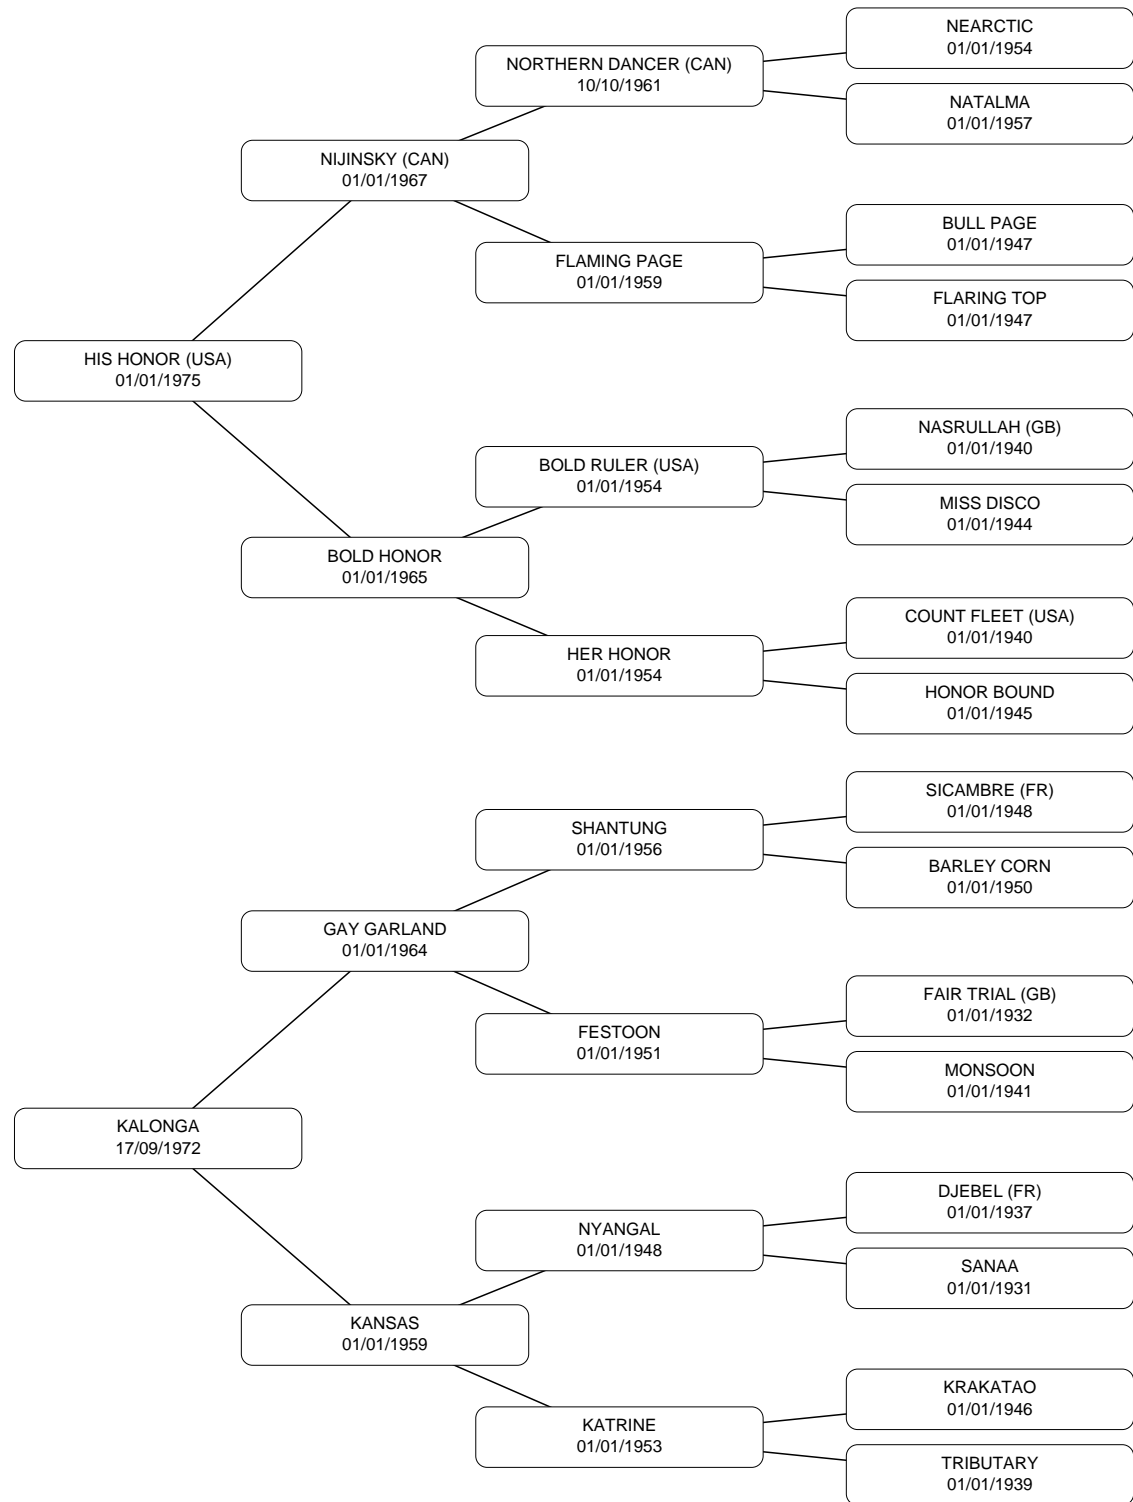 NEARCTIC
01/01/1954
NORTHERN DANCER (CAN)
10/10/1961
NATALMA
01/01/1957
NIJINSKY (CAN)
01/01/1967
BULL PAGE
01/01/1947
FLAMING PAGE
01/01/1959
FLARING TOP
01/01/1947
HIS HONOR (USA)
01/01/1975
NASRULLAH (GB)
01/01/1940
BOLD RULER (USA)
01/01/1954
MISS DISCO
01/01/1944
BOLD HONOR
01/01/1965
COUNT FLEET (USA)
01/01/1940
HER HONOR
01/01/1954
HONOR BOUND
01/01/1945
SICAMBRE (FR)
01/01/1948
SHANTUNG
01/01/1956
BARLEY CORN
01/01/1950
GAY GARLAND
01/01/1964
FAIR TRIAL (GB)
01/01/1932
FESTOON
01/01/1951
MONSOON
01/01/1941
KALONGA
17/09/1972
DJEBEL (FR)
01/01/1937
NYANGAL
01/01/1948
SANAA
01/01/1931
KANSAS
01/01/1959
KRAKATAO
01/01/1946
KATRINE
01/01/1953
TRIBUTARY
01/01/1939